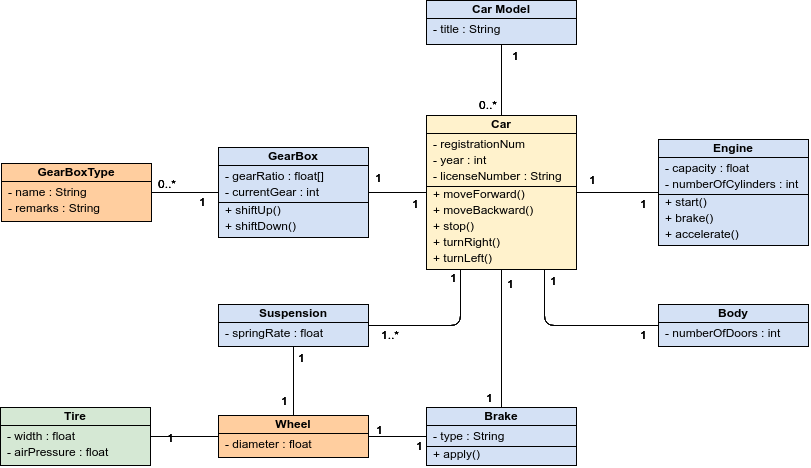 Car Model
- title : String
1
0..*
Car
- registrationNum
- year : int
- licenseNumber : String
+ moveForward()
+ moveBackward()
+ stop()
+ turnRight()
+ turnLeft()
GearBoxType
- name : String
- remarks : String
0..*
1
GearBox
- gearRatio : float[]
- currentGear : int
+ shiftUp()
+ shiftDown()
1
1
1
1
Engine
- capacity : float
- numberOfCylinders : int
+ start()
+ brake()
+ accelerate()
Suspension
- springRate : float
1..*
1
1
1
Body
- numberOfDoors : int
1
1
1
1
Tire
- width : float
- airPressure : float
1
Wheel
- diameter : float
1
1
Brake
- type : String
+ apply()